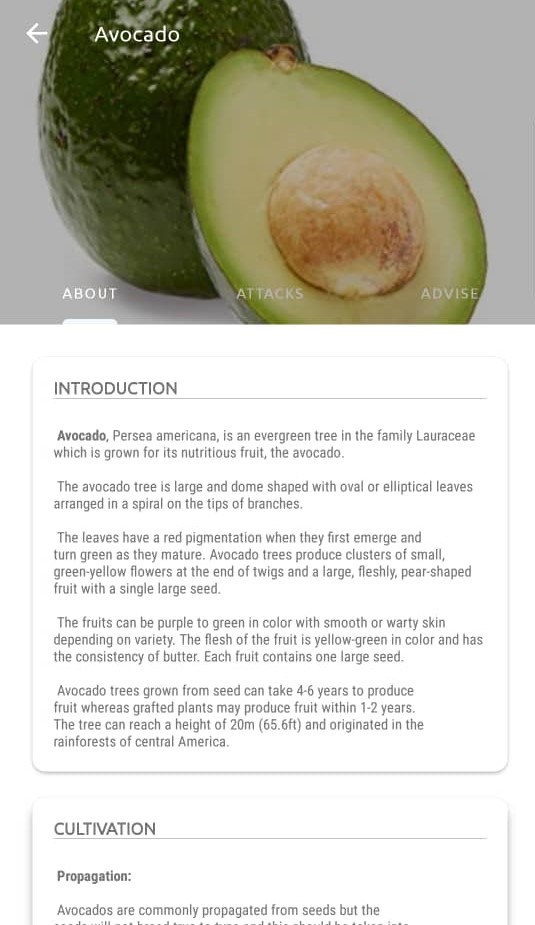 Avocado
ABOUT ATTACKS ADVISE
INTRODUCTION
Avocado, Persea americana, is an evergreen tree in the family Lauraceae
which is grown for its nutritious fruit, the avocado.
The avocado tree is large and dome shaped with oval or elliptical leaves
arranged in a spiral on the tips of branches.
The leaves have a red pigmentation when they first emerge and
turn green as they mature. Avocado trees produce clusters of small,
green-yellow flowers at the end of twigs and a large, fleshly, pear-shaped
fruit with a single large seed.
The fruits can be purple to green in color with smooth or warty skin
depending on variety. The flesh of the fruit is yellow-green in color and has
the consistency of butter. Each fruit contains one large seed.
Avocado trees grown from seed can take 4-6 years to produce
fruit whereas grafted plants may produce fruit within 1-2 years.
The tree can reach a height of 20m (65.6ft) and originated in the
rainforests of central America.
CULTIVATION
Propagation:
Avocados are commonly propagated from seeds but the